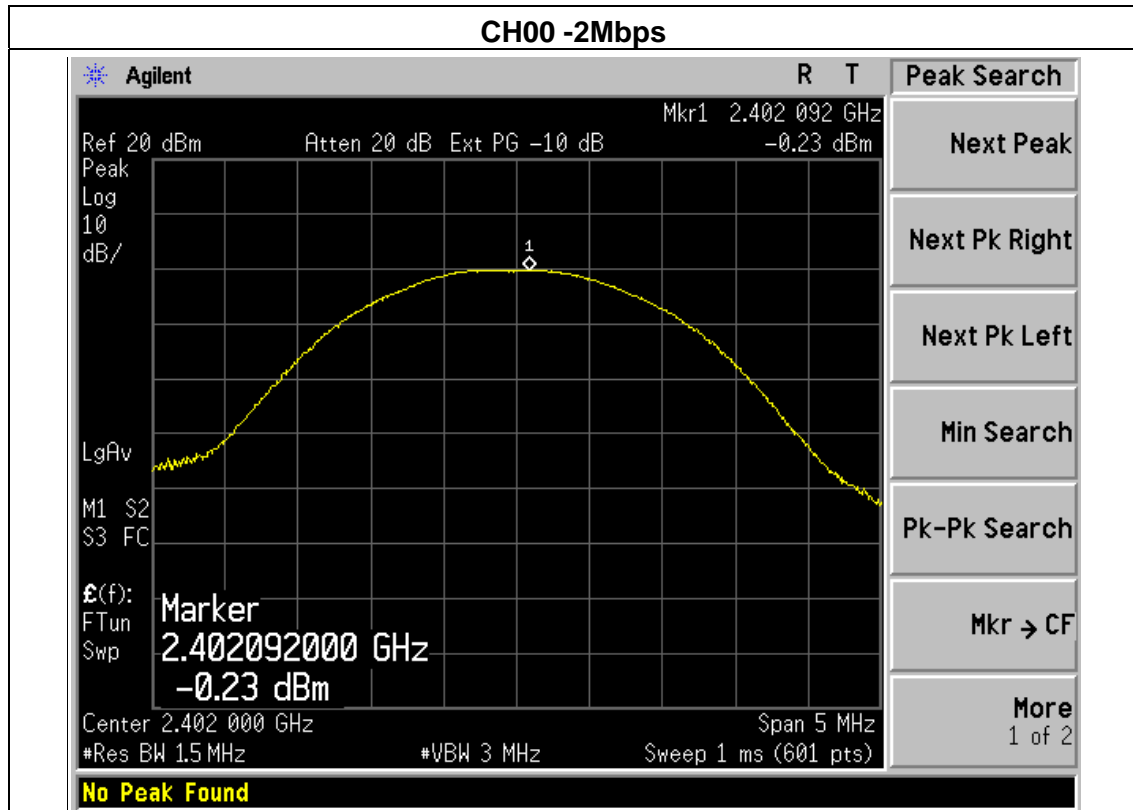 CH00 -2Mbps
Agilent R T Peak Search
Mkr1 2.402 092 GHz
Ref 20 dBm Atten 20 dB Ext PG -10 dB -0.23 dBm
Peak
Log
10
dB/
1
LgAv
M1 S2
S3 FC
£(f):
FTun
Swp
Marker
2.402092000 GHz
-0.23 dBm
Center 2.402 000 GHz Span 5 MHz
#Res BW 1.5 MHz #VBW 3 MHz Sweep 1 ms (601 pts)
No Peak Found
Next Peak
Next Pk Right
Next Pk Left
Min Search
Pk-Pk Search
Mkr → CF
More
1 of 2